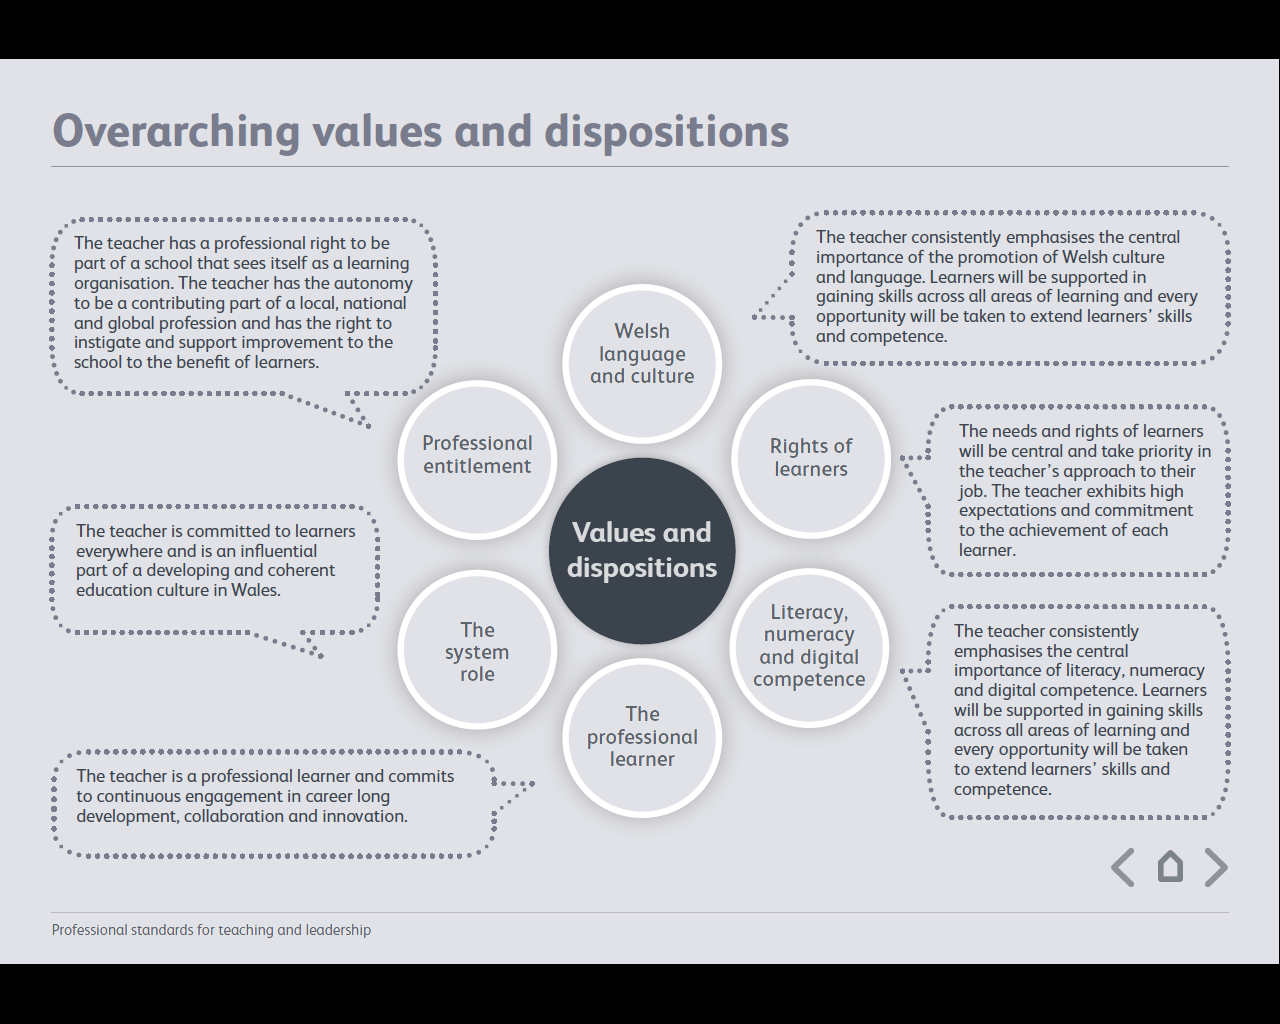 Overarching values and dispositions
The teacher has a professional right to be
part of a school that sees itself as a learning
organisation. The teacher has the autonomy
to be a contributing part of a local, national
and global profession and has the right to
instigate and support improvement to the
school to the benefit of learners.
The teacher consistently emphasises the central
importance of the promotion of Welsh culture
and language. Learners will be supported in
gaining skills across all areas of learning and every
opportunity will be taken to extend learners’ skills
and competence.
Welsh
language
and culture
Professional
entitlement
Rights of
learners
The needs and rights of learners
will be central and take priority in
the teacher’s approach to their
job. The teacher exhibits high
expectations and commitment
to the achievement of each
learner.
The teacher is committed to learners
everywhere and is an influential
part of a developing and coherent
education culture in Wales.
Values and
dispositions
The
system
role
Literacy,
numeracy
and digital
competence
The teacher consistently
emphasises the central
importance of literacy, numeracy
and digital competence. Learners
will be supported in gaining skills
across all areas of learning and
every opportunity will be taken
to extend learners’ skills and
competence.
The
professional
learner
The teacher is a professional learner and commits
to continuous engagement in career long
development, collaboration and innovation.
Professional standards for teaching and leadership